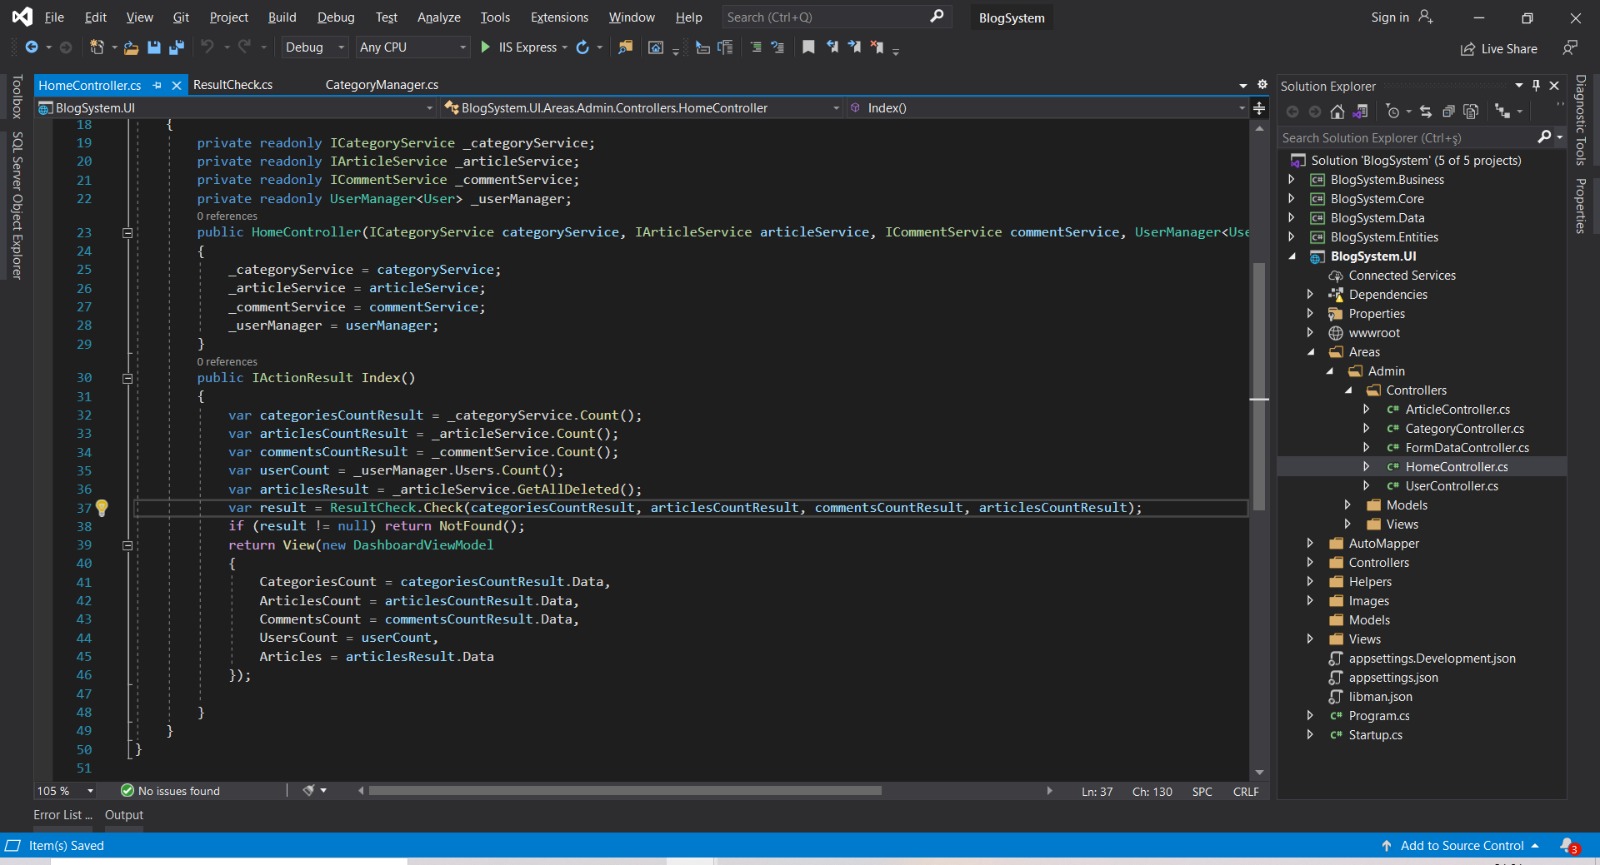 File Edit View Git Project Build Debug Test Analyze Tools Extensions Window Help Search (Ctrl+Q) BlogSystem Sign in
Debug Any CPU IIS Express Live Share
HomeController.cs ResultCheck.cs CategoryManager.cs
BlogSystem.UI BlogSystem.UI.Areas.Admin.Controllers.HomeController Index()
Toolbox
SQL Server Object Explorer
18 {
19 private readonly ICategoryService _categoryService;
20 private readonly IArticleService _articleService;
21 private readonly ICommentService _commentService;
22 private readonly UserManager<User> _userManager;
0 references
23 public HomeController(ICategoryService categoryService, IArticleService articleService, ICommentService commentService, UserManager<Use
24 {
25 _categoryService = categoryService;
26 _articleService = articleService;
27 _commentService = commentService;
28 _userManager = userManager;
29 }
0 references
30 public IActionResult Index()
31 {
32 var categoriesCountResult = _categoryService.Count();
33 var articlesCountResult = _articleService.Count();
34 var commentsCountResult = _commentService.Count();
35 var userCount = _userManager.Users.Count();
36 var articlesResult = _articleService.GetAllDeleted();
37 var result = ResultCheck.Check(categoriesCountResult, articlesCountResult, commentsCountResult, articlesCountResult);
38 if (result != null) return NotFound();
39 return View(new DashboardViewModel
40 {
41 CategoriesCount = categoriesCountResult.Data,
42 ArticlesCount = articlesCountResult.Data,
43 CommentsCount = commentsCountResult.Data,
44 UsersCount = userCount,
45 Articles = articlesResult.Data
46 });
47
48 }
49 }
50 }
51
105 % No issues found Ln: 37 Ch: 130 SPC CRLF
Solution Explorer
Search Solution Explorer (Ctrl+ş)
Solution 'BlogSystem' (5 of 5 projects)
BlogSystem.Business
BlogSystem.Core
BlogSystem.Data
BlogSystem.Entities
BlogSystem.UI
Connected Services
Dependencies
Properties
wwwroot
Areas
Admin
Controllers
ArticleController.cs
CategoryController.cs
FormDataController.cs
HomeController.cs
UserController.cs
Models
Views
AutoMapper
Controllers
Helpers
Images
Models
Views
appsettings.Development.json
appsettings.json
libman.json
Program.cs
Startup.cs
Diagnostic Tools
Properties
Error List ... Output
Item(s) Saved Add to Source Control 3